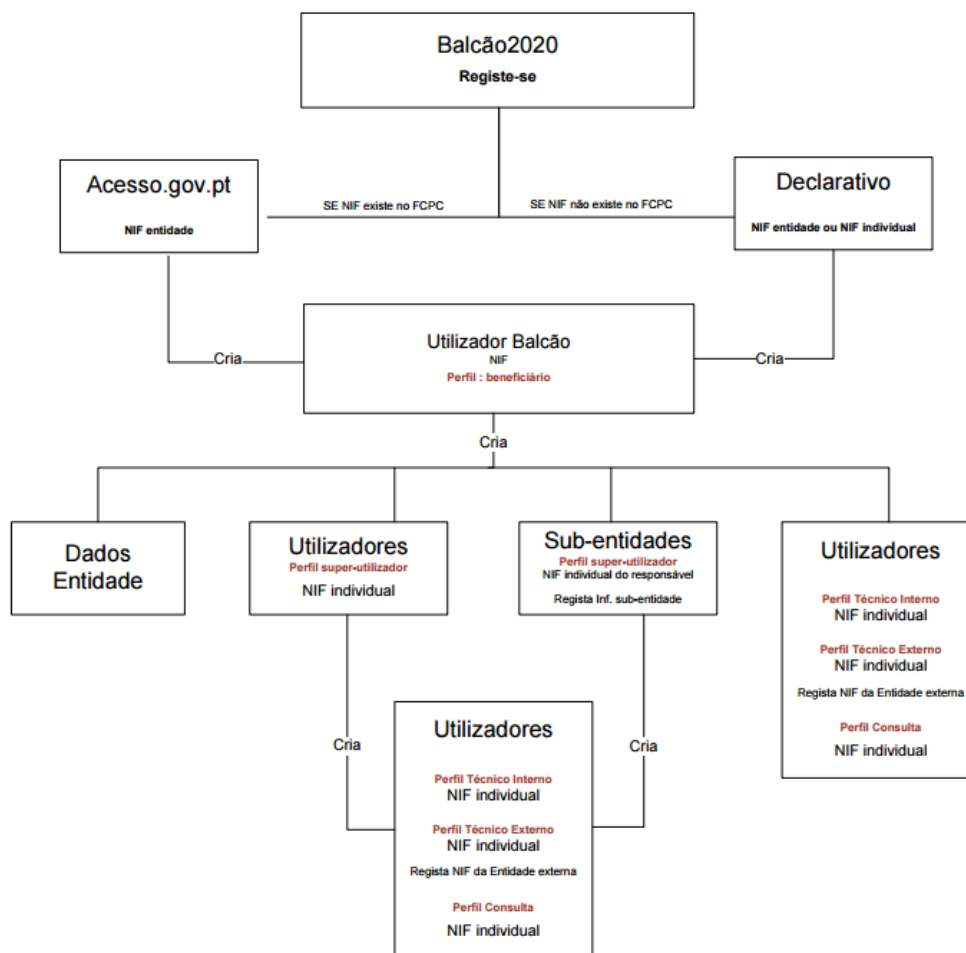 Balcão2020
Registe-se
Acesso.gov.pt
NIF entidade
SE NIF existe no FCPC
SE NIF não existe no FCPC
Declarativo
NIF entidade ou NIF individual
Cria
Utilizador Balcão
NIF
Perfil : beneficiário
Cria
Cria
Dados
Entidade
Utilizadores
Perfil super-utilizador
NIF individual
Sub-entidades
Perfil super-utilizador
NIF individual do responsável
Regista Inf. sub-entidade
Utilizadores
Perfil Técnico Interno
NIF individual
Perfil Técnico Externo
NIF individual
Regista NIF da Entidade externa
Perfil Consulta
NIF individual
Cria
Cria
Utilizadores
Perfil Técnico Interno
NIF individual
Perfil Técnico Externo
NIF individual
Regista NIF da Entidade externa
Perfil Consulta
NIF individual